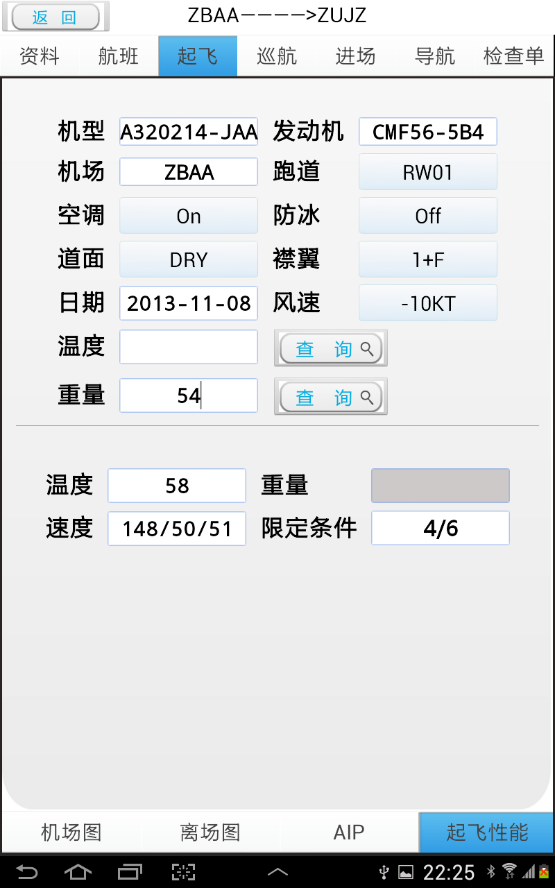 返 回 ZBAA————>ZUJZ
资料 航班 起飞 巡航 进场 导航 检查单
机型 A320214-JAA 发动机 CMF56-5B4
机场 ZBAA 跑道 RW01
空调 On 防冰 Off
道面 DRY 襟翼 1+F
日期 2013-11-08 风速 -10KT
温度 查 询
重量 54 查 询
温度 58 重量
速度 148/50/51 限定条件 4/6
机场图 离场图 AIP 起飞性能
22:25